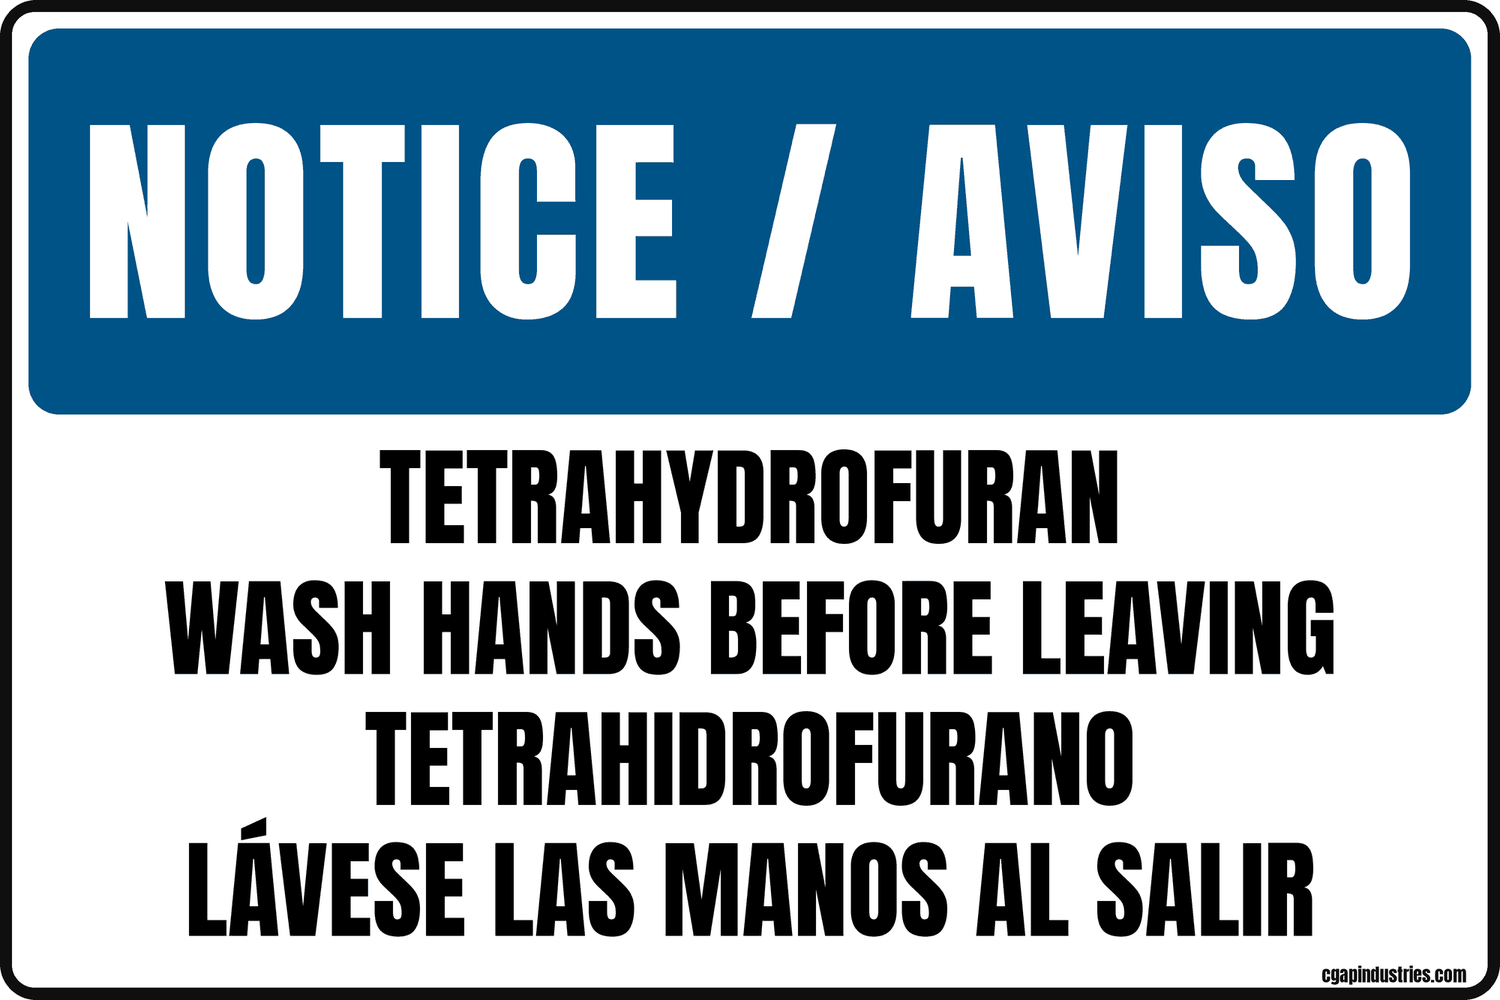 NOTICE / AVISO
TETRAHYDROFURAN
WASH HANDS BEFORE LEAVING
TETRAHIDROFURANO
LÁVESE LAS MANOS AL SALIR
cgapindustries.com